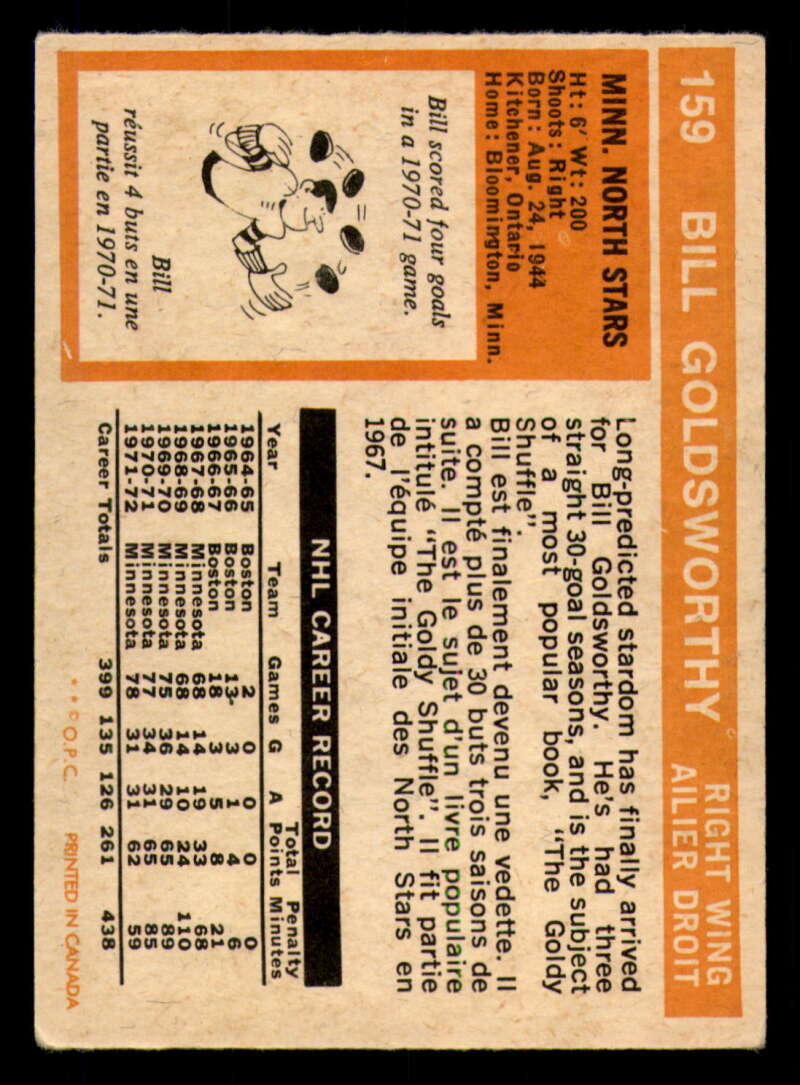 159 BILL GOLDSWORTHY RIGHT WING
AILIER DROIT
MINN. NORTH STARS
Ht: 6' Wt: 200
Shoots: Right
Born: Aug. 24, 1944
Kitchener, Ontario
Home: Bloomington, Minn.
Bill scored four goals
in a 1970-71 game.
Bill
réussit 4 buts en une
partie en 1970-71.
Long-predicted stardom has finally arrived
for Bill Goldsworthy. He's had three
straight 30-goal seasons, and is the subject
of a most popular book, "The Goldy
Shuffle".
Bill est finalement devenu une vedette. Il
a compté plus de 30 buts trois saisons de
suite. Il est le sujet d'un livre populaire
intitulé "The Goldy Shuffle". Il fit partie
de l'équipe initiale des North Stars en
1967.
NHL CAREER RECORD
Total Penalty
Year Team Games G A Points Minutes
1964-65 Boston 2 0 0 0 0
1965-66 Boston 13 3 1 4 6
1966-67 Boston 18 3 5 8 21
1967-68 Minnesota 68 14 19 33 68
1968-69 Minnesota 68 14 10 24 110
1969-70 Minnesota 75 36 29 65 89
1970-71 Minnesota 77 34 31 65 85
1971-72 Minnesota 78 31 31 62 59
Career Totals 399 135 126 261 438
* * © O.P.C. PRINTED IN CANADA